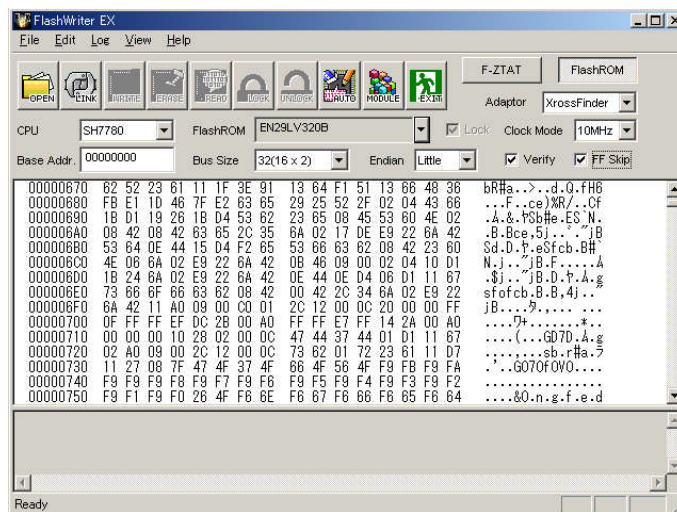 FlashWriter EX
File Edit Log View Help
OPEN LINK WRITE ERASE READ LOCK UNLOCK AUTO MODULE EXIT
F-ZTAT FlashROM
Adaptor XrossFinder
CPU SH7780 FlashROM EN29LV320B Lock Clock Mode 10MHz
Base Addr. 00000000 Bus Size 32(16 x 2) Endian Little Verify FF Skip
00000670 62 52 23 61 11 1F 3E 91 13 64 F1 51 13 66 48 36 bR#a..>..d.Q.fH6
00000680 FB E1 1D 46 7F E2 63 65 29 25 52 2F 02 04 43 66 ...F..ce)%R/..Cf
00000690 1B D1 19 26 1B D4 53 62 23 65 08 45 53 60 4E 02
000006A0 08 42 08 42 63 65 2C 35 6A 02 17 DE E9 22 6A 42
000006B0 53 64 0E 44 15 D4 F2 65 53 66 63 62 08 42 23 60
000006C0 4E 06 6A 02 E9 22 6A 42 0B 46 09 00 02 04 10 D1
000006D0 1B 24 6A 02 E9 22 6A 42 0E 44 0E D4 06 D1 11 67
000006E0 73 66 6F 66 63 62 08 42 00 42 2C 34 6A 02 E9 22 sfofcb.B.B,4j.."
000006F0 6A 42 11 A0 09 00 C0 01 2C 12 00 0C 20 00 00 FF
00000700 0F FF FF EF DC 2B 00 A0 FF FF E7 FF 14 2A 00 A0 ....ワ+.......*..
00000710 00 00 00 10 28 02 00 0C 47 44 37 44 01 D1 11 67
00000720 02 A0 09 00 2C 12 00 0C 73 62 01 72 23 61 11 D7 ....,...sb.r#a.ラ
00000730 11 27 08 7F 47 4F 37 4F 66 4F 56 4F F9 FB F9 FA .'..GO7OfOVO....
00000740 F9 F9 F9 F8 F9 F7 F9 F6 F9 F5 F9 F4 F9 F3 F9 F2 ................
00000750 F9 F1 F9 F0 26 4F F6 6E F6 67 F6 66 F6 65 F6 64 ....&O.n.g.f.e.d
Ready